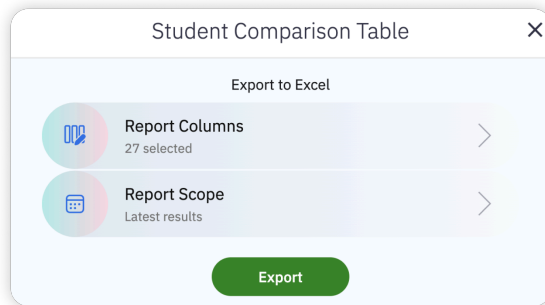 Student Comparison Table
Export to Excel
Report Columns
27 selected
Report Scope
Latest results
Export